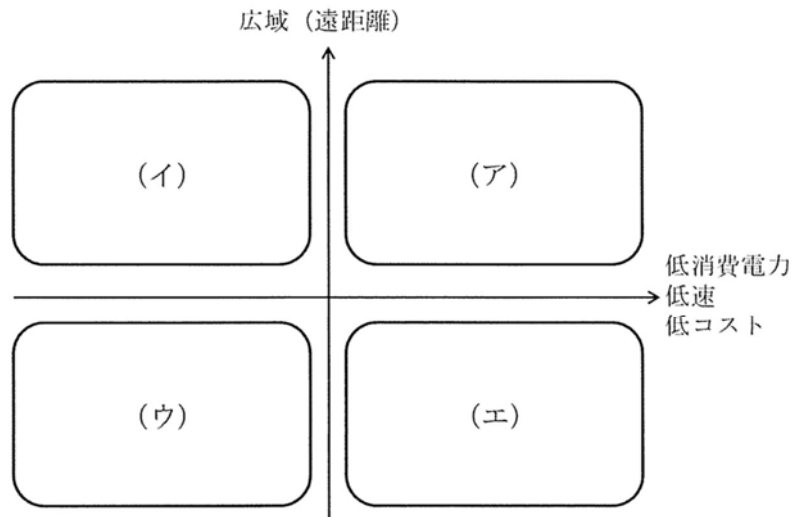 広域（遠距離）
（イ）
（ア）
低消費電力
低速
低コスト
（ウ）
（エ）